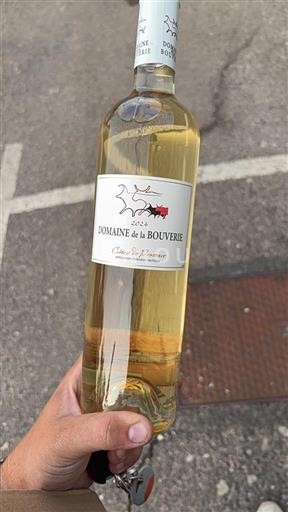 DOMAINE
BOUVERIE
2024
DOMAINE de la BOUVERIE
Côtes de Provence